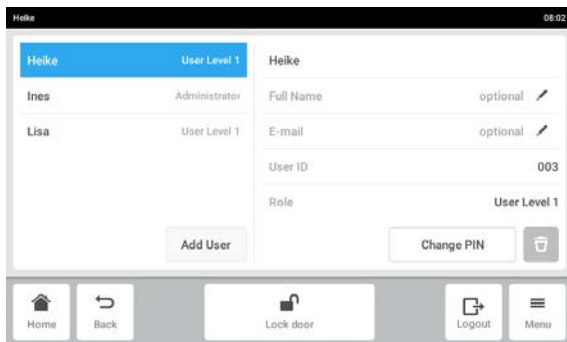 Heike 08:02
Heike User Level 1
Ines Administrator
Lisa User Level 1
Add User
Heike
Full Name optional
E-mail optional
User ID 003
Role User Level 1
Change PIN
Home Back Lock door Logout Menu